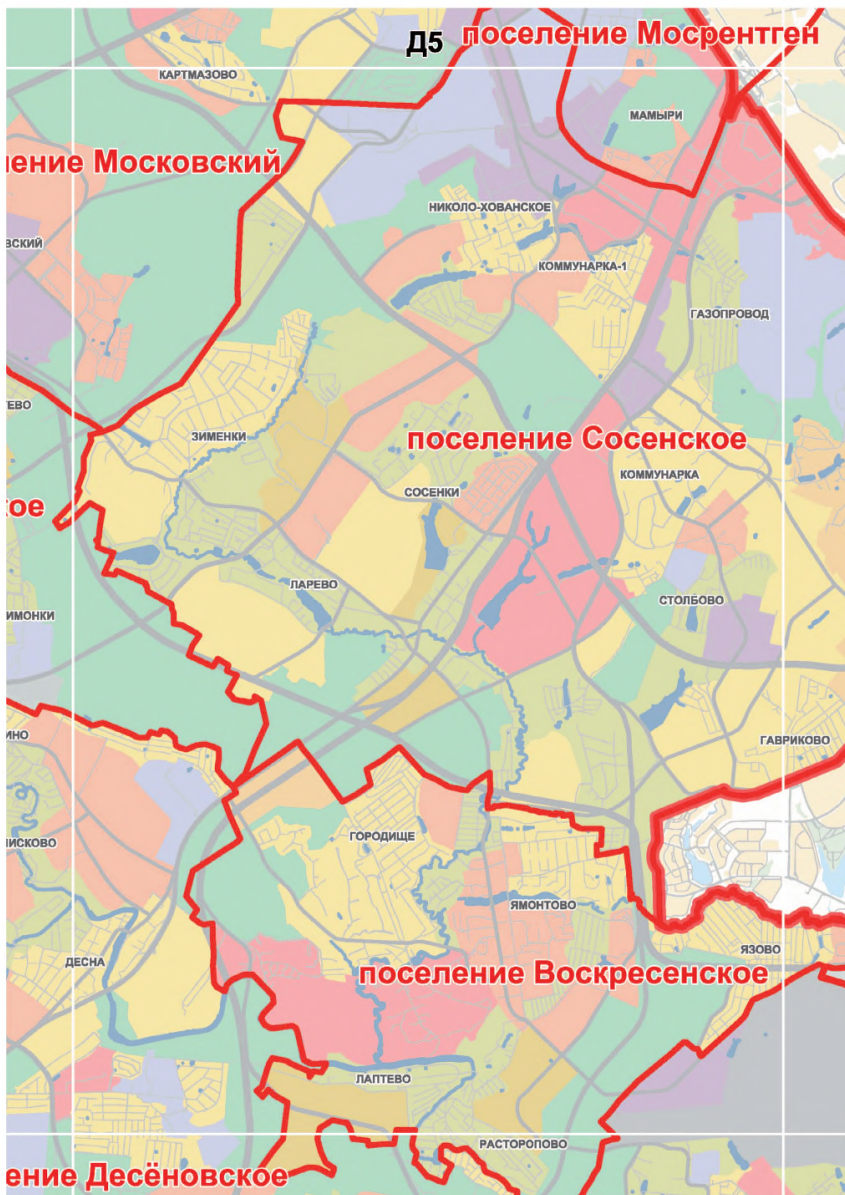 Д5
поселение Мосрентген
КАРТМАЗОВО
МАМЫРИ
ление Московский
НИКОЛО-ХОВАНСКОЕ
ВСКИЙ
КОММУНАРКА-1
ГАЗОПРОВОД
ТЕВО
ЗИМЕНКИ
поселение Сосенское
КОММУНАРКА
СОСЕНКИ
кое
ЛАРЕВО
СТОЛБОВО
ИМОНКИ
ИНО
ГАВРИКОВО
ГОРОДИЩЕ
ИСКОВО
ЯМОНТОВО
ЯЗОВО
ДЕСНА
поселение Воскресенское
ЛАПТЕВО
РАСТОРОПОВО
ение Десёновское